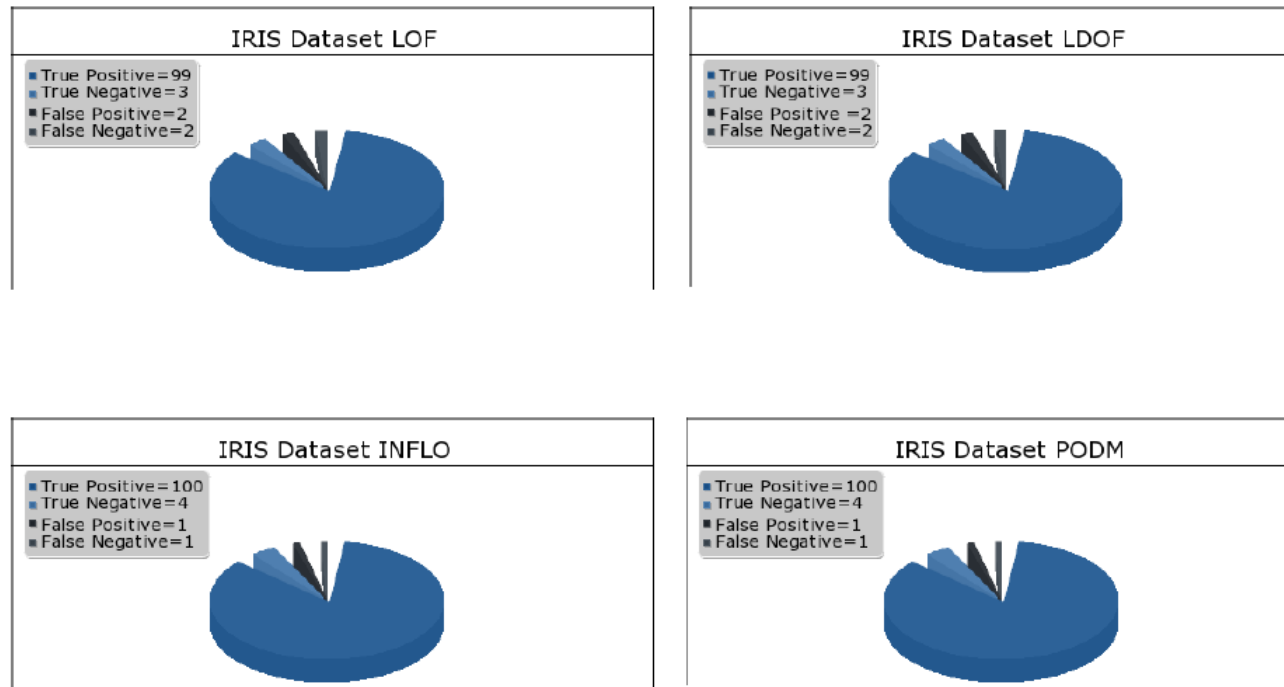 IRIS Dataset LOF
True Positive=99
True Negative=3
False Positive=2
False Negative=2
IRIS Dataset LDOF
True Positive=99
True Negative=3
False Positive =2
False Negative=2
IRIS Dataset INFLO
True Positive=100
True Negative=4
False Positive=1
False Negative=1
IRIS Dataset PODM
True Positive=100
True Negative=4
False Positive=1
False Negative=1